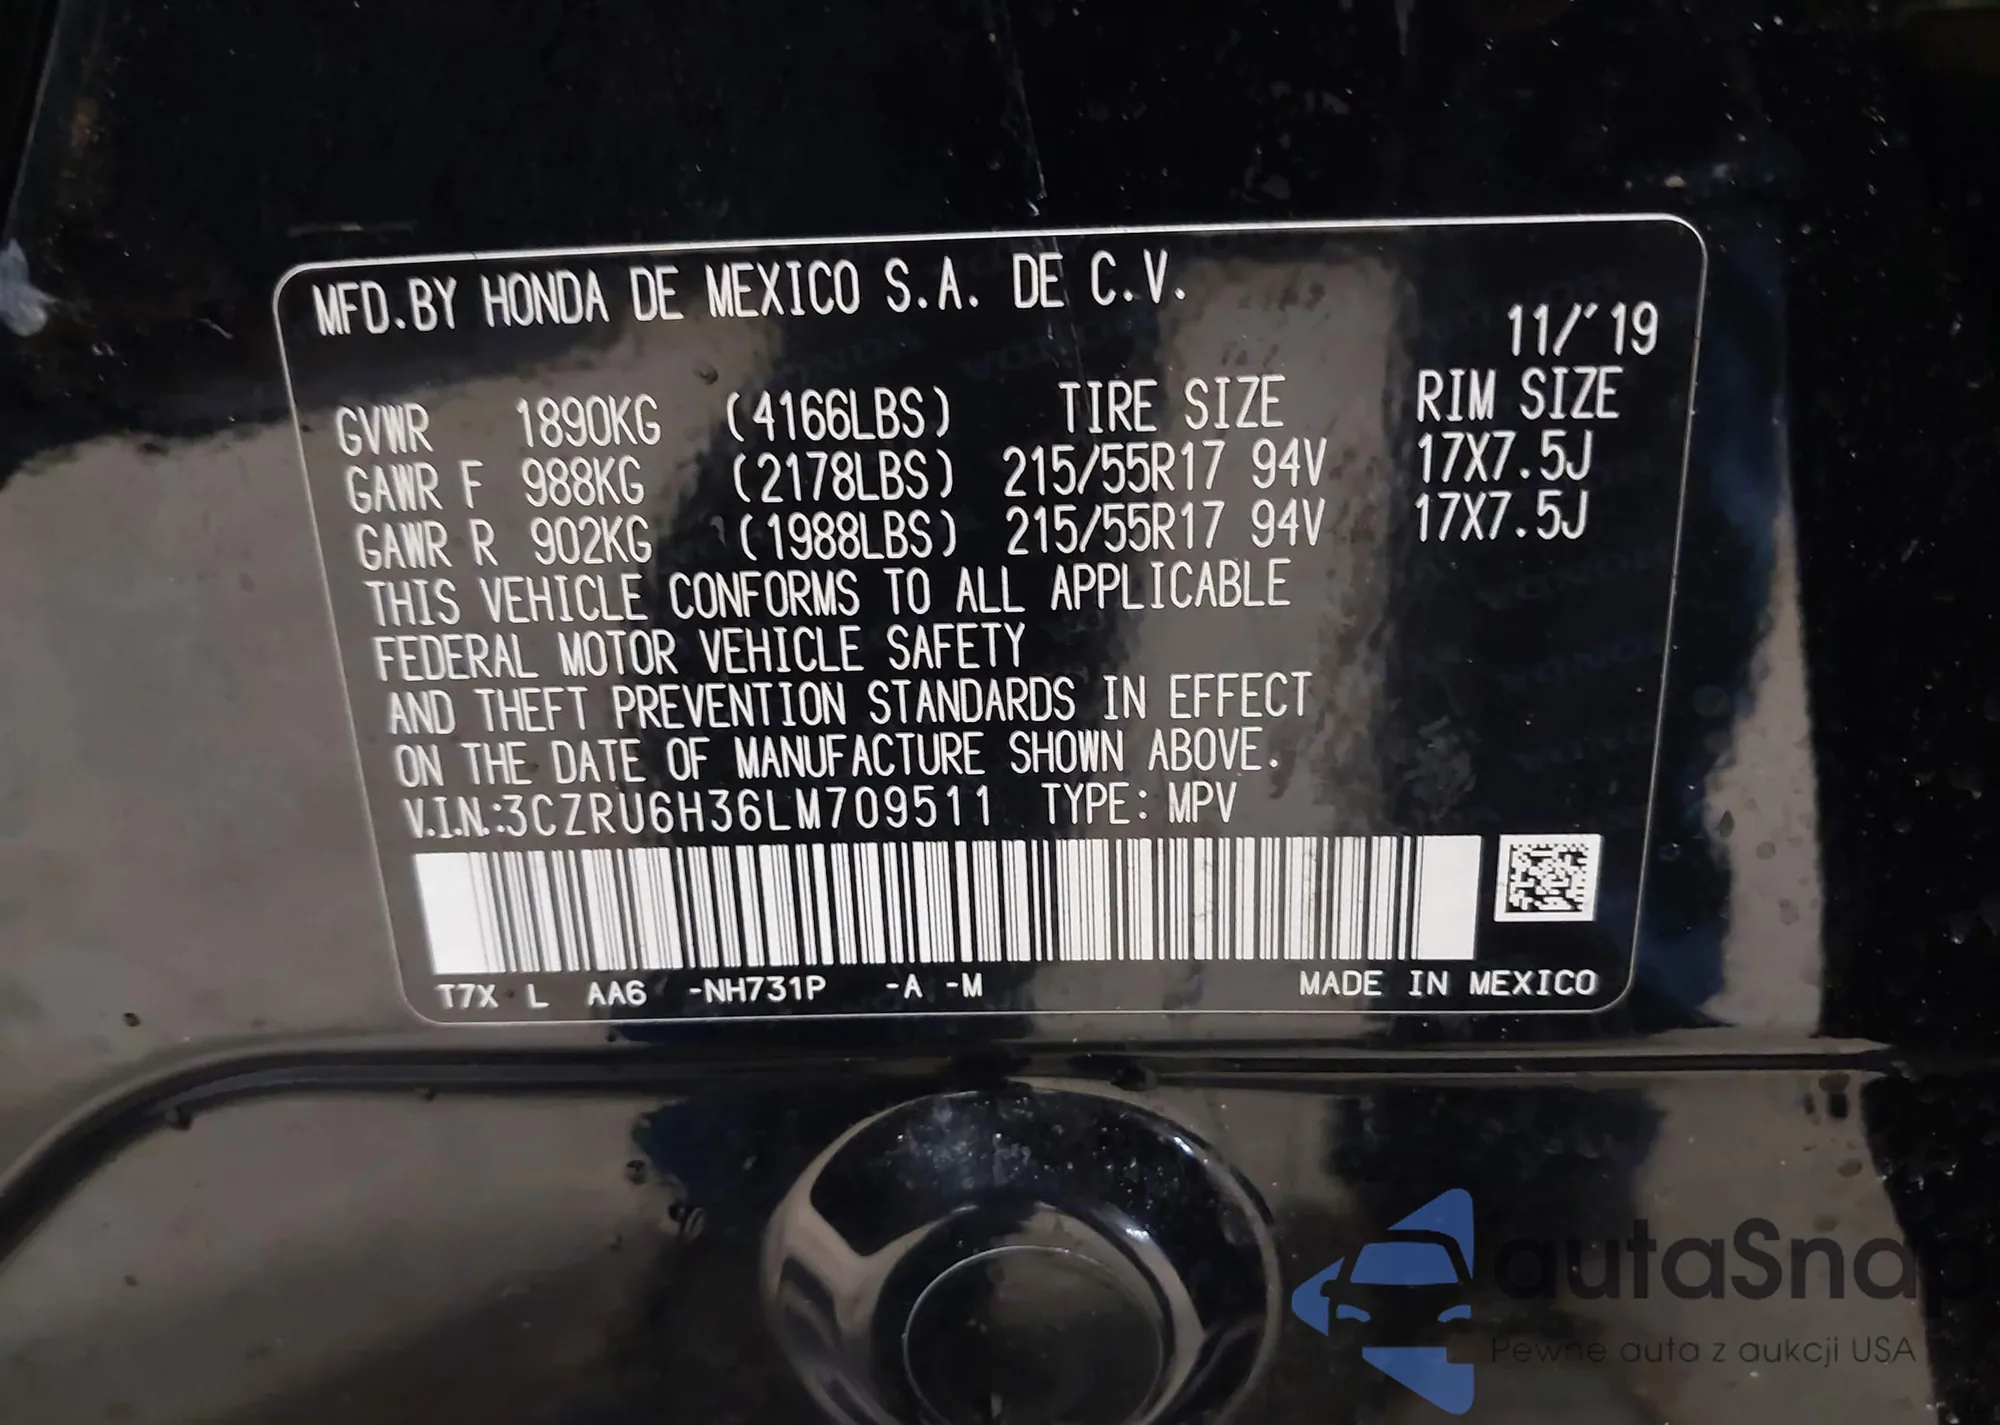 MFD.BY HONDA DE MEXICO S.A. DE C.V.
11/'19
GVWR 1890KG (4166LBS) TIRE SIZE RIM SIZE
GAWR F 988KG (2178LBS) 215/55R17 94V 17X7.5J
GAWR R 902KG (1988LBS) 215/55R17 94V 17X7.5J
THIS VEHICLE CONFORMS TO ALL APPLICABLE
FEDERAL MOTOR VEHICLE SAFETY
AND THEFT PREVENTION STANDARDS IN EFFECT
ON THE DATE OF MANUFACTURE SHOWN ABOVE.
V.I.N.:3CZRU6H36LM709511 TYPE: MPV
T7X L AA6 -NH731P -A -M MADE IN MEXICO
autaSnap
Pewne auta z aukcji USA